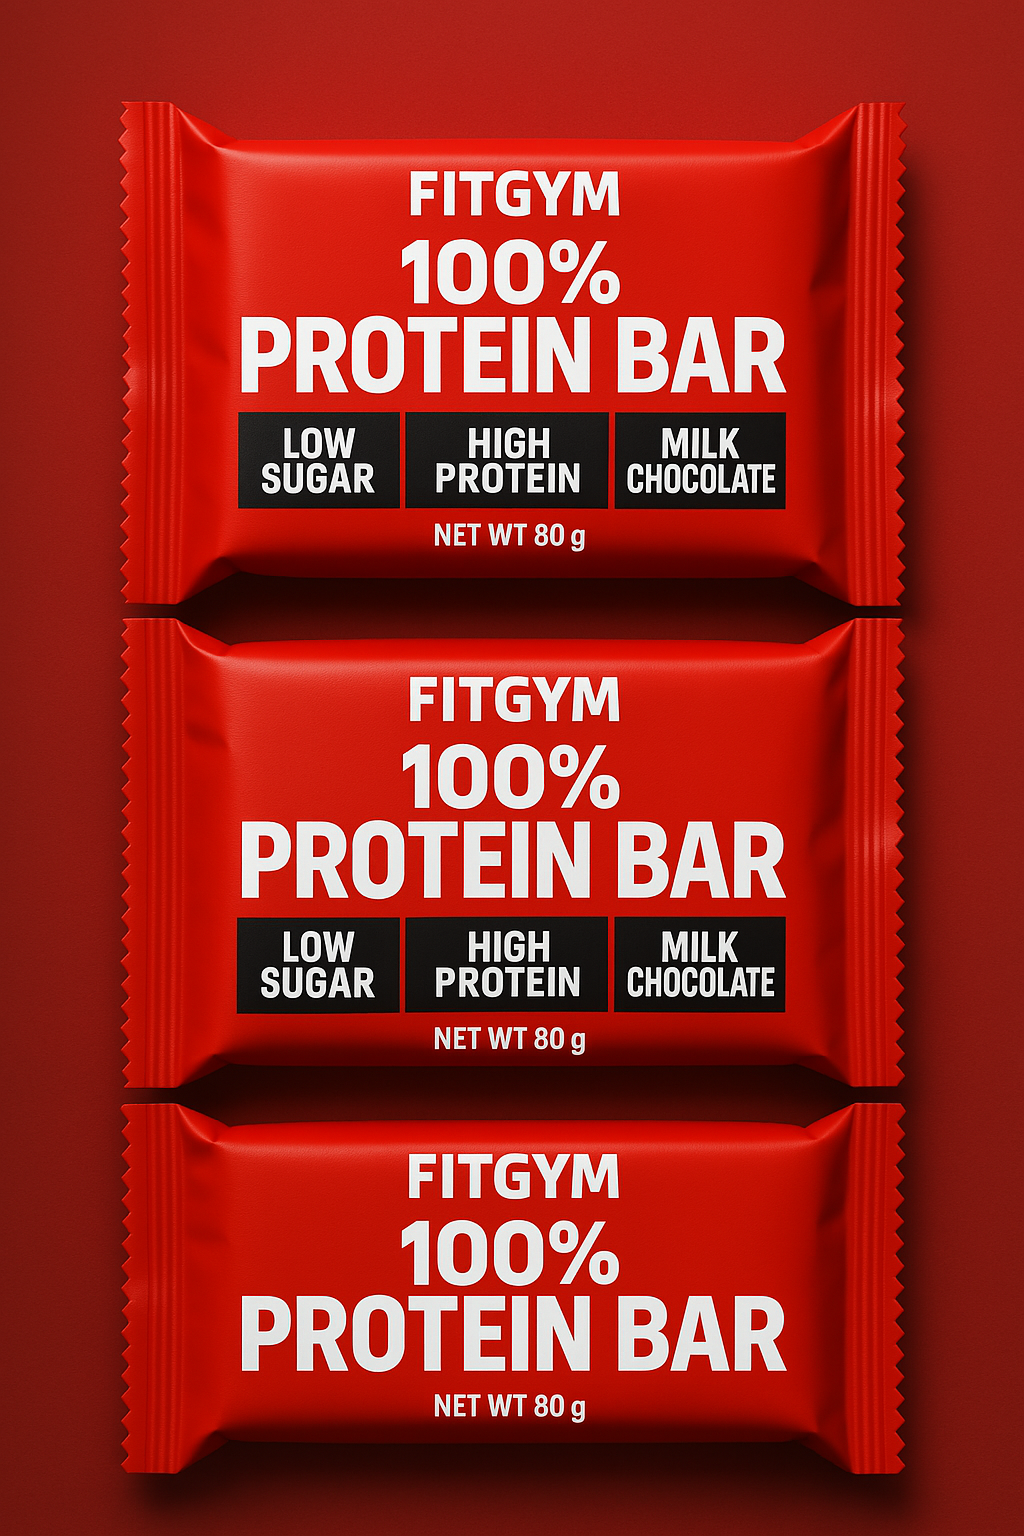 FITGYM
100%
PROTEIN BAR
LOW SUGAR
HIGH PROTEIN
MILK CHOCOLATE
NET WT 80 g
FITGYM
100%
PROTEIN BAR
LOW SUGAR
HIGH PROTEIN
MILK CHOCOLATE
NET WT 80 g
FITGYM
100%
PROTEIN BAR
NET WT 80 g